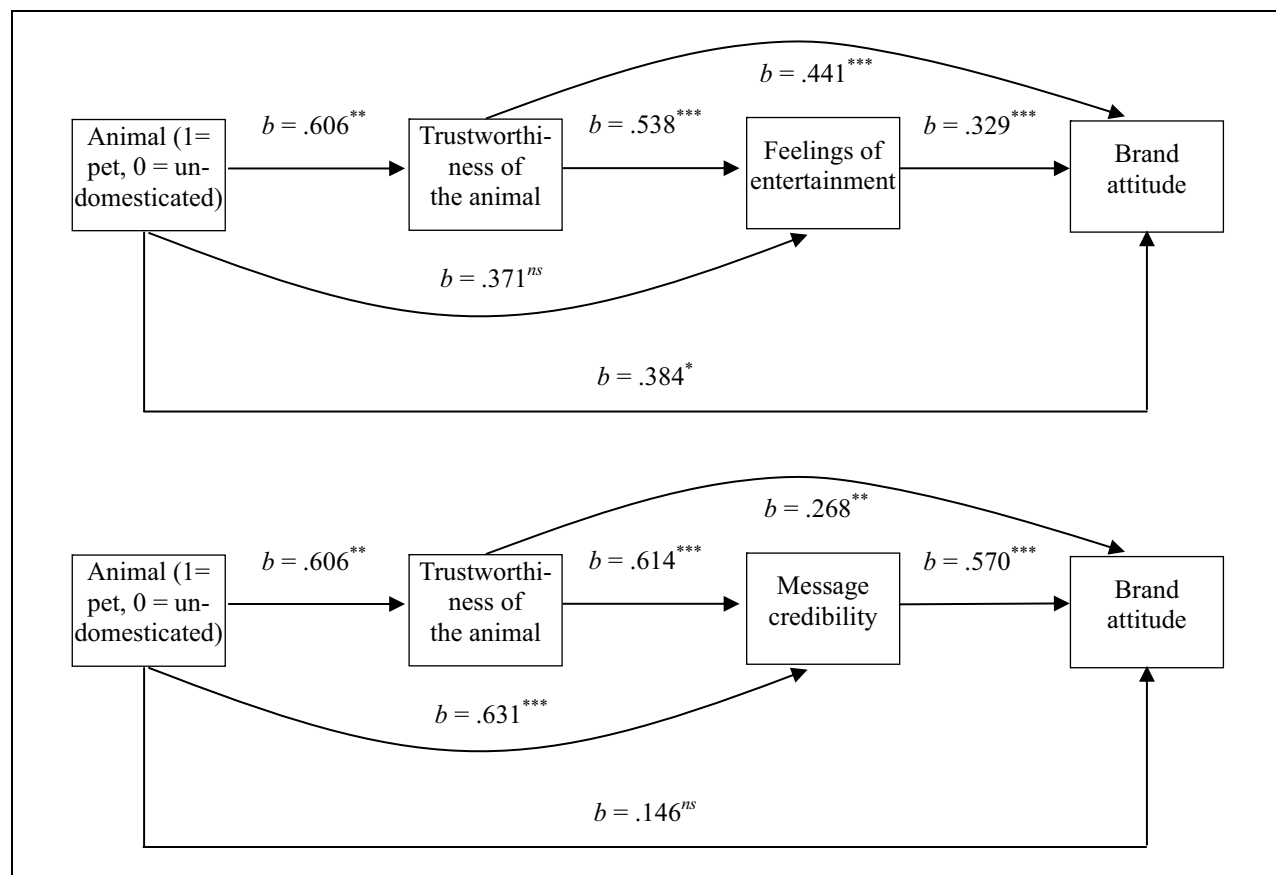 b = .441***
b = .606**
b = .538***
b = .329***
Animal (1=
pet, 0 = un-
domesticated)
Trustworthi-
ness of
the animal
Feelings of
entertainment
Brand
attitude
b = .371ns
b = .384*
b = .268**
b = .606**
b = .614***
b = .570***
Animal (1=
pet, 0 = un-
domesticated)
Trustworthi-
ness of
the animal
Message
credibility
Brand
attitude
b = .631***
b = .146ns